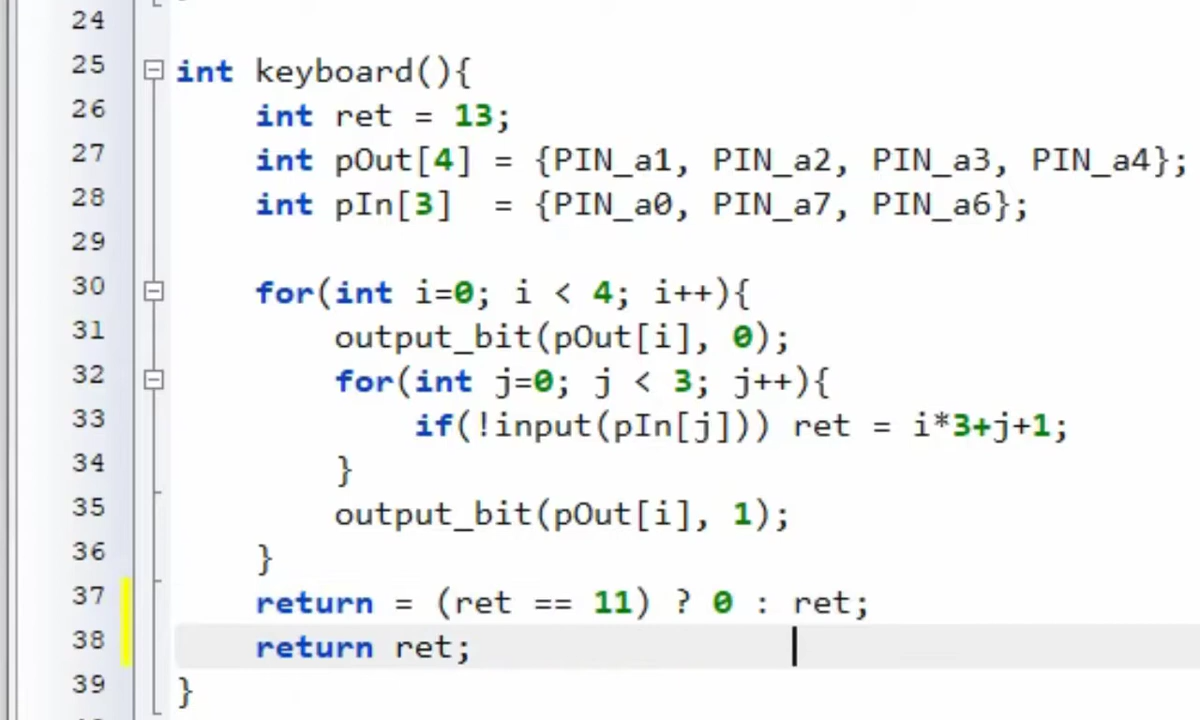 24
25 int keyboard(){
26 int ret = 13;
27 int pOut[4] = {PIN_a1, PIN_a2, PIN_a3, PIN_a4};
28 int pIn[3] = {PIN_a0, PIN_a7, PIN_a6};
29
30 for(int i=0; i < 4; i++){
31 output_bit(pOut[i], 0);
32 for(int j=0; j < 3; j++){
33 if(!input(pIn[j])) ret = i*3+j+1;
34 }
35 output_bit(pOut[i], 1);
36 }
37 return = (ret == 11) ? 0 : ret;
38 return ret;
39 }